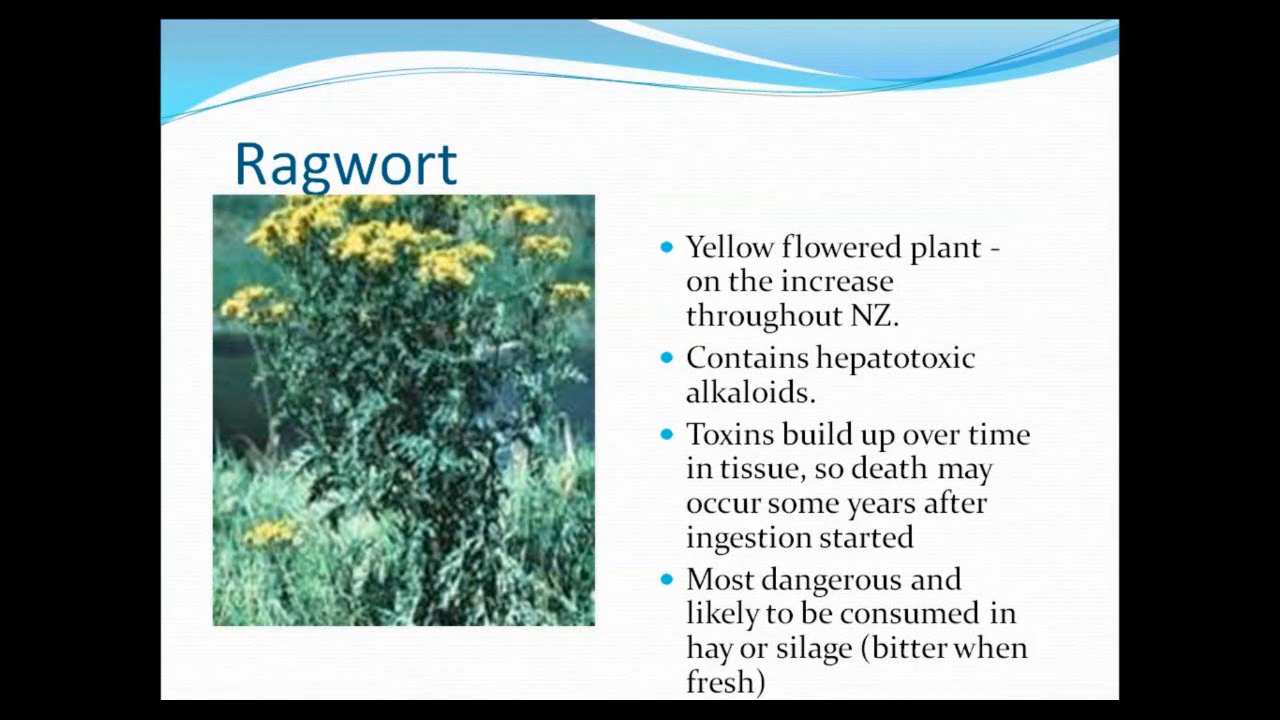 Ragwort
Yellow flowered plant -
on the increase
throughout NZ.
Contains hepatotoxic
alkaloids.
Toxins build up over time
in tissue, so death may
occur some years after
ingestion started
Most dangerous and
likely to be consumed in
hay or silage (bitter when
fresh)